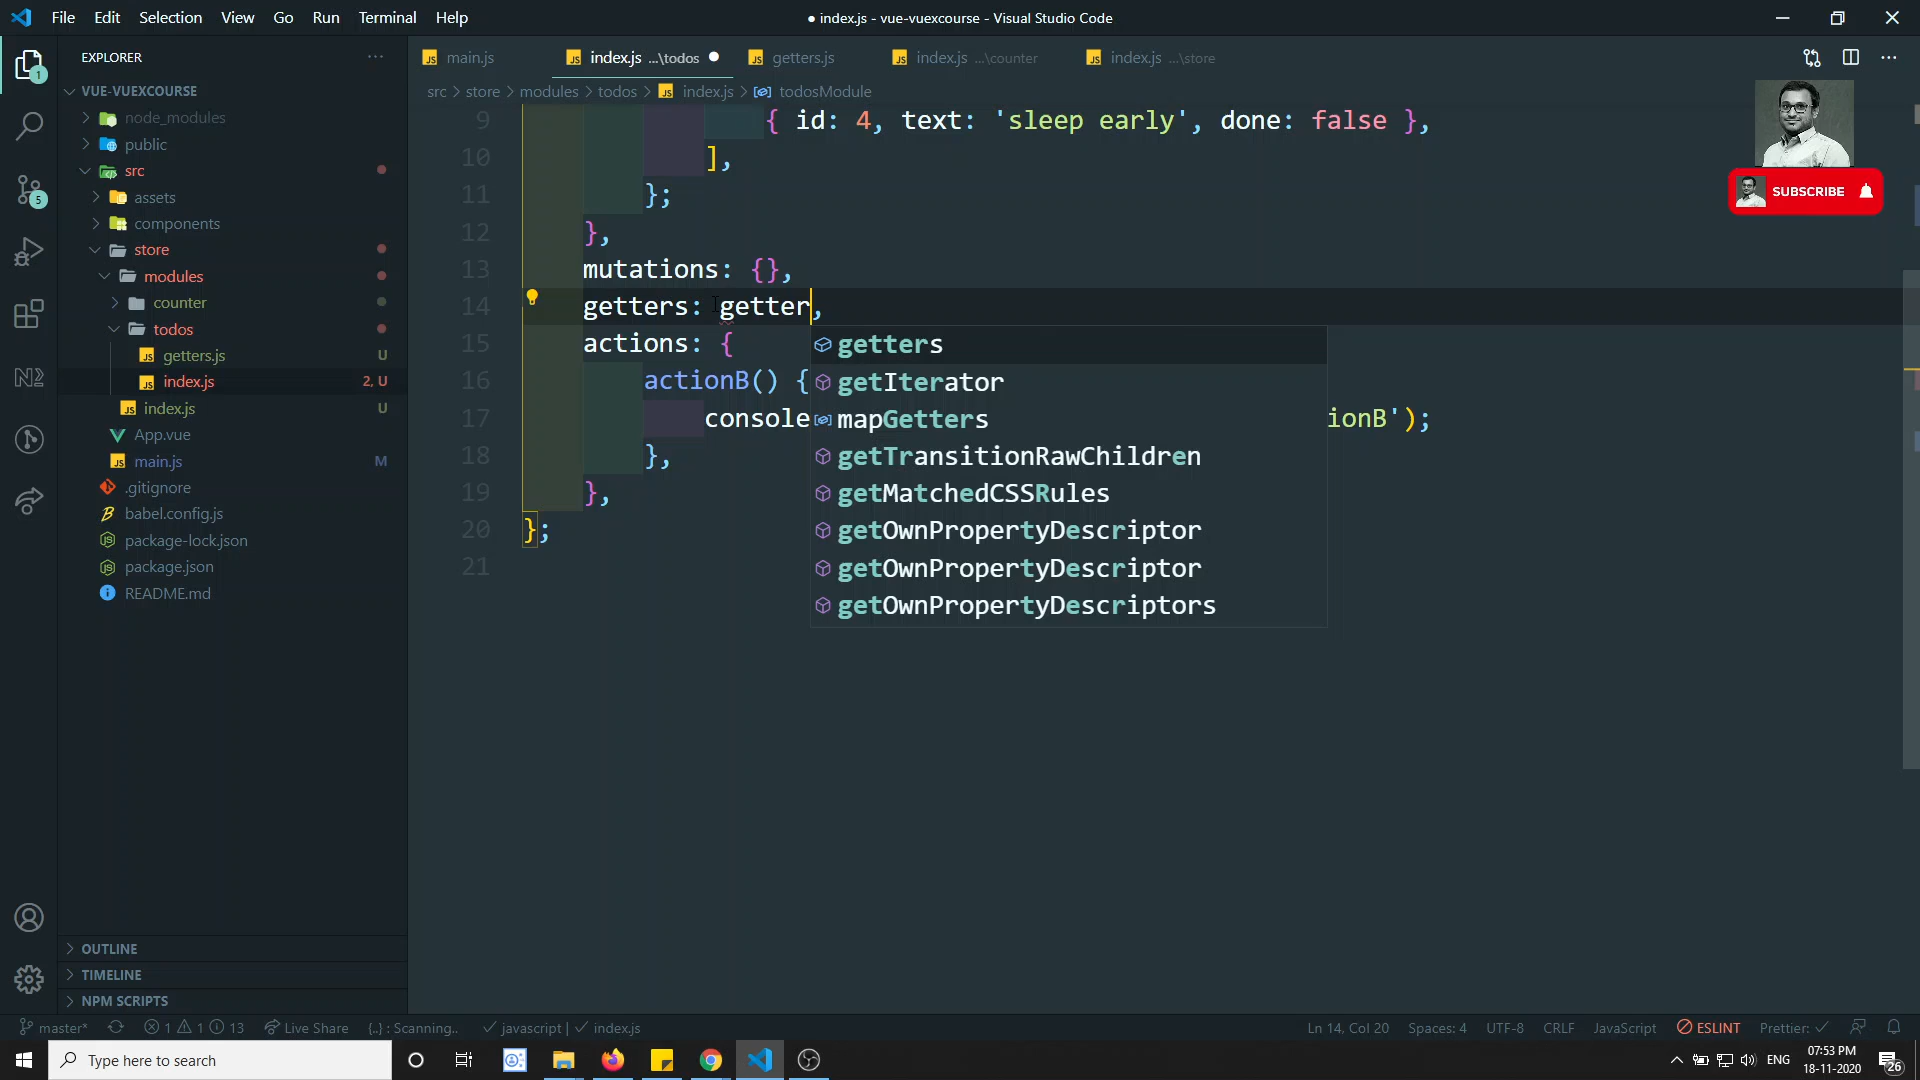 File Edit Selection View Go Run Terminal Help
● index.js - vue-vuexcourse - Visual Studio Code
EXPLORER
VUE-VUEXCOURSE
node_modules
public
src
assets
components
store
modules
counter
todos
getters.js U
index.js 2, U
index.js U
App.vue
main.js M
.gitignore
babel.config.js
package-lock.json
package.json
README.md
OUTLINE
TIMELINE
NPM SCRIPTS
1
5
main.js index.js ...\todos getters.js index.js ...\counter index.js ...\store
src > store > modules > todos > index.js > todosModule
9 { id: 4, text: 'sleep early', done: false },
10 ],
11 };
12 },
13 mutations: {},
14 getters: getter,
15 actions: {
16 actionB() {
17 console ionB');
18 },
19 },
20 };
21
getters
getIterator
mapGetters
getTransitionRawChildren
getMatchedCSSRules
getOwnPropertyDescriptor
getOwnPropertyDescriptor
getOwnPropertyDescriptors
SUBSCRIBE
master* 1 1 13 Live Share {..} : Scanning.. javascript | index.js
Ln 14, Col 20 Spaces: 4 UTF-8 CRLF JavaScript ESLINT Prettier:
Type here to search
ENG
07:53 PM
18-11-2020
26